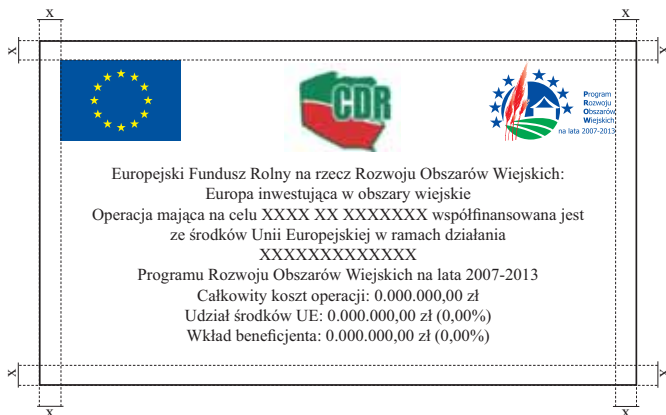 x x
x x
CDR
Program
Rozwoju
Obszarów
Wiejskich
na lata 2007-2013
Europejski Fundusz Rolny na rzecz Rozwoju Obszarów Wiejskich:
Europa inwestująca w obszary wiejskie
Operacja mająca na celu XXXX XX XXXXXXX współfinansowana jest
ze środków Unii Europejskiej w ramach działania
XXXXXXXXXXXXX
Programu Rozwoju Obszarów Wiejskich na lata 2007-2013
Całkowity koszt operacji: 0.000.000,00 zł
Udział środków UE: 0.000.000,00 zł (0,00%)
Wkład beneficjenta: 0.000.000,00 zł (0,00%)
x x
x x